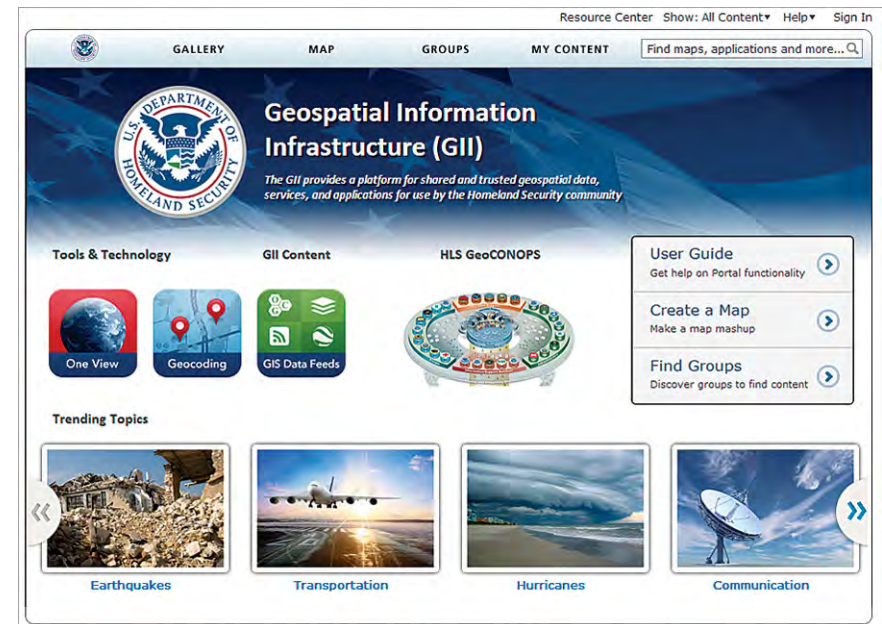 Resource Center Show: All Content▾ Help▾ Sign In
GALLERY MAP GROUPS MY CONTENT Find maps, applications and more...
U.S. DEPARTMENT OF HOMELAND SECURITY
Geospatial Information
Infrastructure (GII)
The GII provides a platform for shared and trusted geospatial data,
services, and applications for use by the Homeland Security community
Tools & Technology
GII Content
HLS GeoCONOPS
One View
Geocoding
GIS Data Feeds
User Guide
Get help on Portal functionality
Create a Map
Make a map mashup
Find Groups
Discover groups to find content
Trending Topics
Earthquakes
Transportation
Hurricanes
Communication